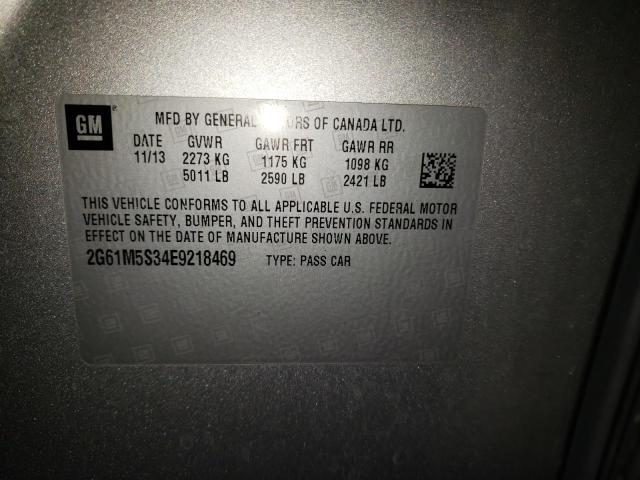 GM
MFD BY GENERAL MOTORS OF CANADA LTD.
DATE GVWR GAWR FRT GAWR RR
11/13 2273 KG 1175 KG 1098 KG
5011 LB 2590 LB 2421 LB
THIS VEHICLE CONFORMS TO ALL APPLICABLE U.S. FEDERAL MOTOR
VEHICLE SAFETY, BUMPER, AND THEFT PREVENTION STANDARDS IN
EFFECT ON THE DATE OF MANUFACTURE SHOWN ABOVE.
2G61M5S34E9218469 TYPE: PASS CAR